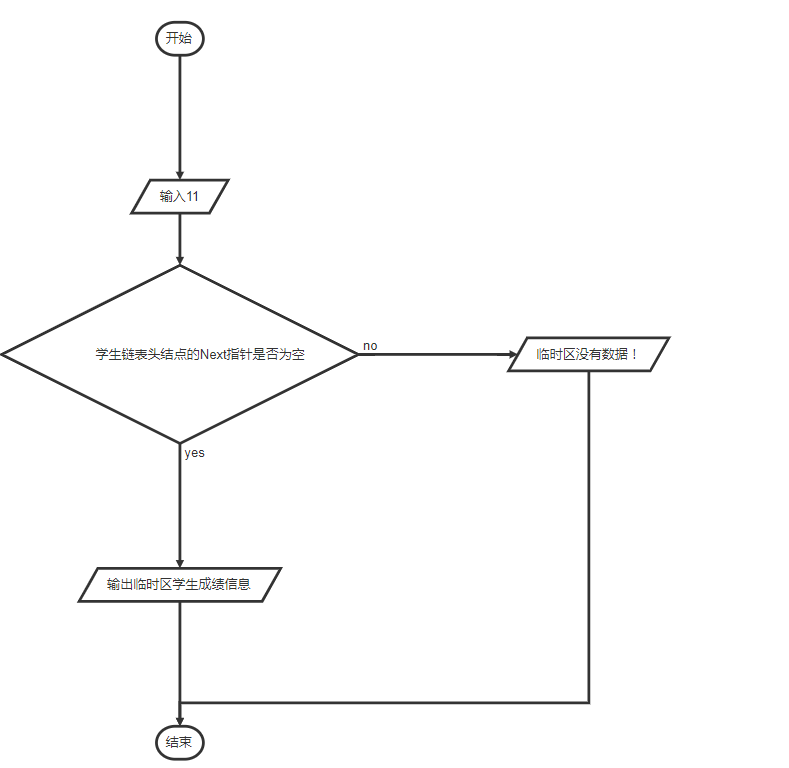 开始
输入11
学生链表头结点的Next指针是否为空
no
临时区没有数据！
yes
输出临时区学生成绩信息
结束